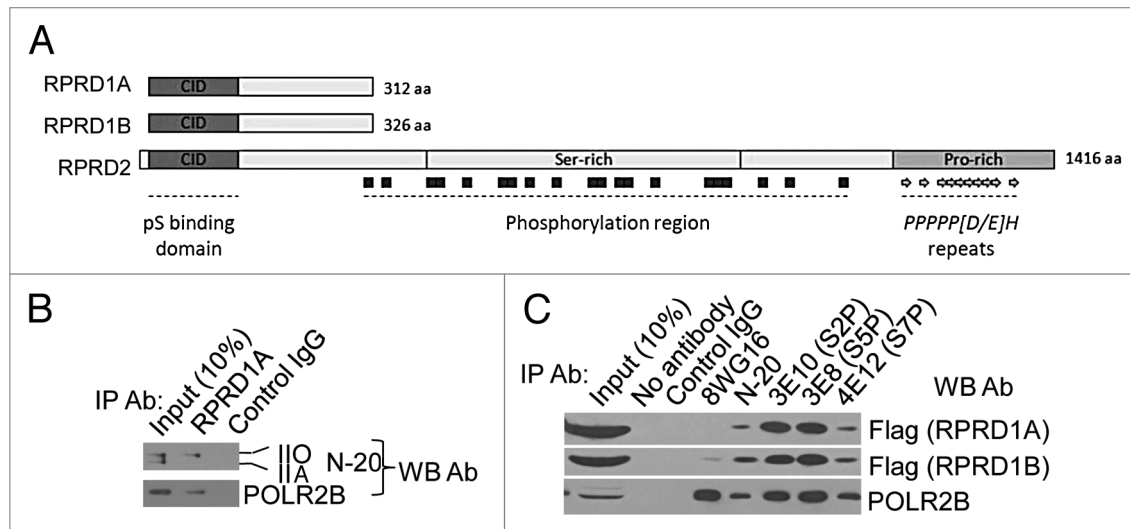 A
RPRD1A CID 312 aa
RPRD1B CID 326 aa
RPRD2 CID Ser-rich Pro-rich 1416 aa
pS binding domain
Phosphorylation region
PPPPP[D/E]H repeats
B
IP Ab: Input (10%) RPRD1A Control IgG
IIO
IIA
N-20
WB Ab
POLR2B
C
IP Ab: Input (10%) No antibody Control IgG 8WG16 N-20 3E10 (S2P) 3E8 (S5P) 4E12 (S7P) WB Ab
Flag (RPRD1A)
Flag (RPRD1B)
POLR2B